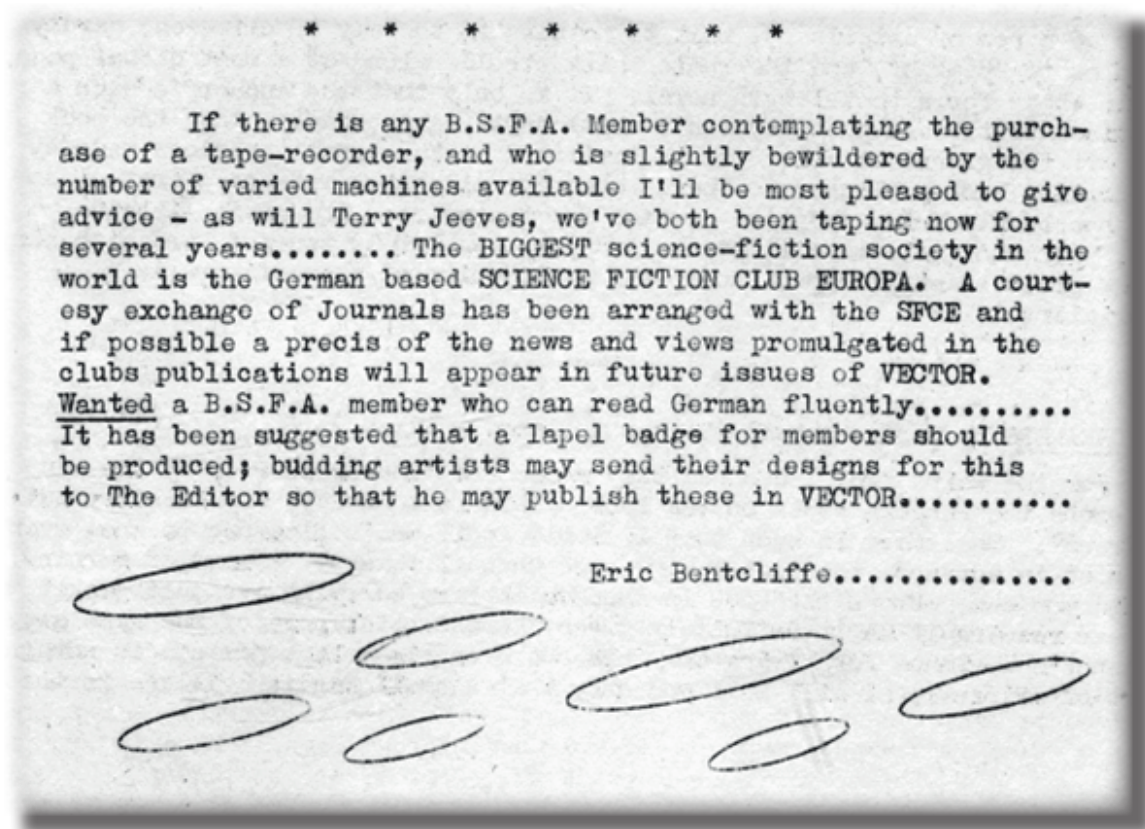 * * * * * * *
If there is any B.S.F.A. Member contemplating the purch-
ase of a tape-recorder, and who is slightly bewildered by the
number of varied machines available I'll be most pleased to give
advice - as will Terry Jeeves, we've both been taping now for
several years........ The BIGGEST science-fiction society in the
world is the German based SCIENCE FICTION CLUB EUROPA. A court-
esy exchange of Journals has been arranged with the SFCE and
if possible a precis of the news and views promulgated in the
clubs publications will appear in future issues of VECTOR.
Wanted a B.S.F.A. member who can read German fluently..........
It has been suggested that a lapel badge for members should
be produced; budding artists may send their designs for this
to The Editor so that he may publish these in VECTOR...........
Eric Bentcliffe...............